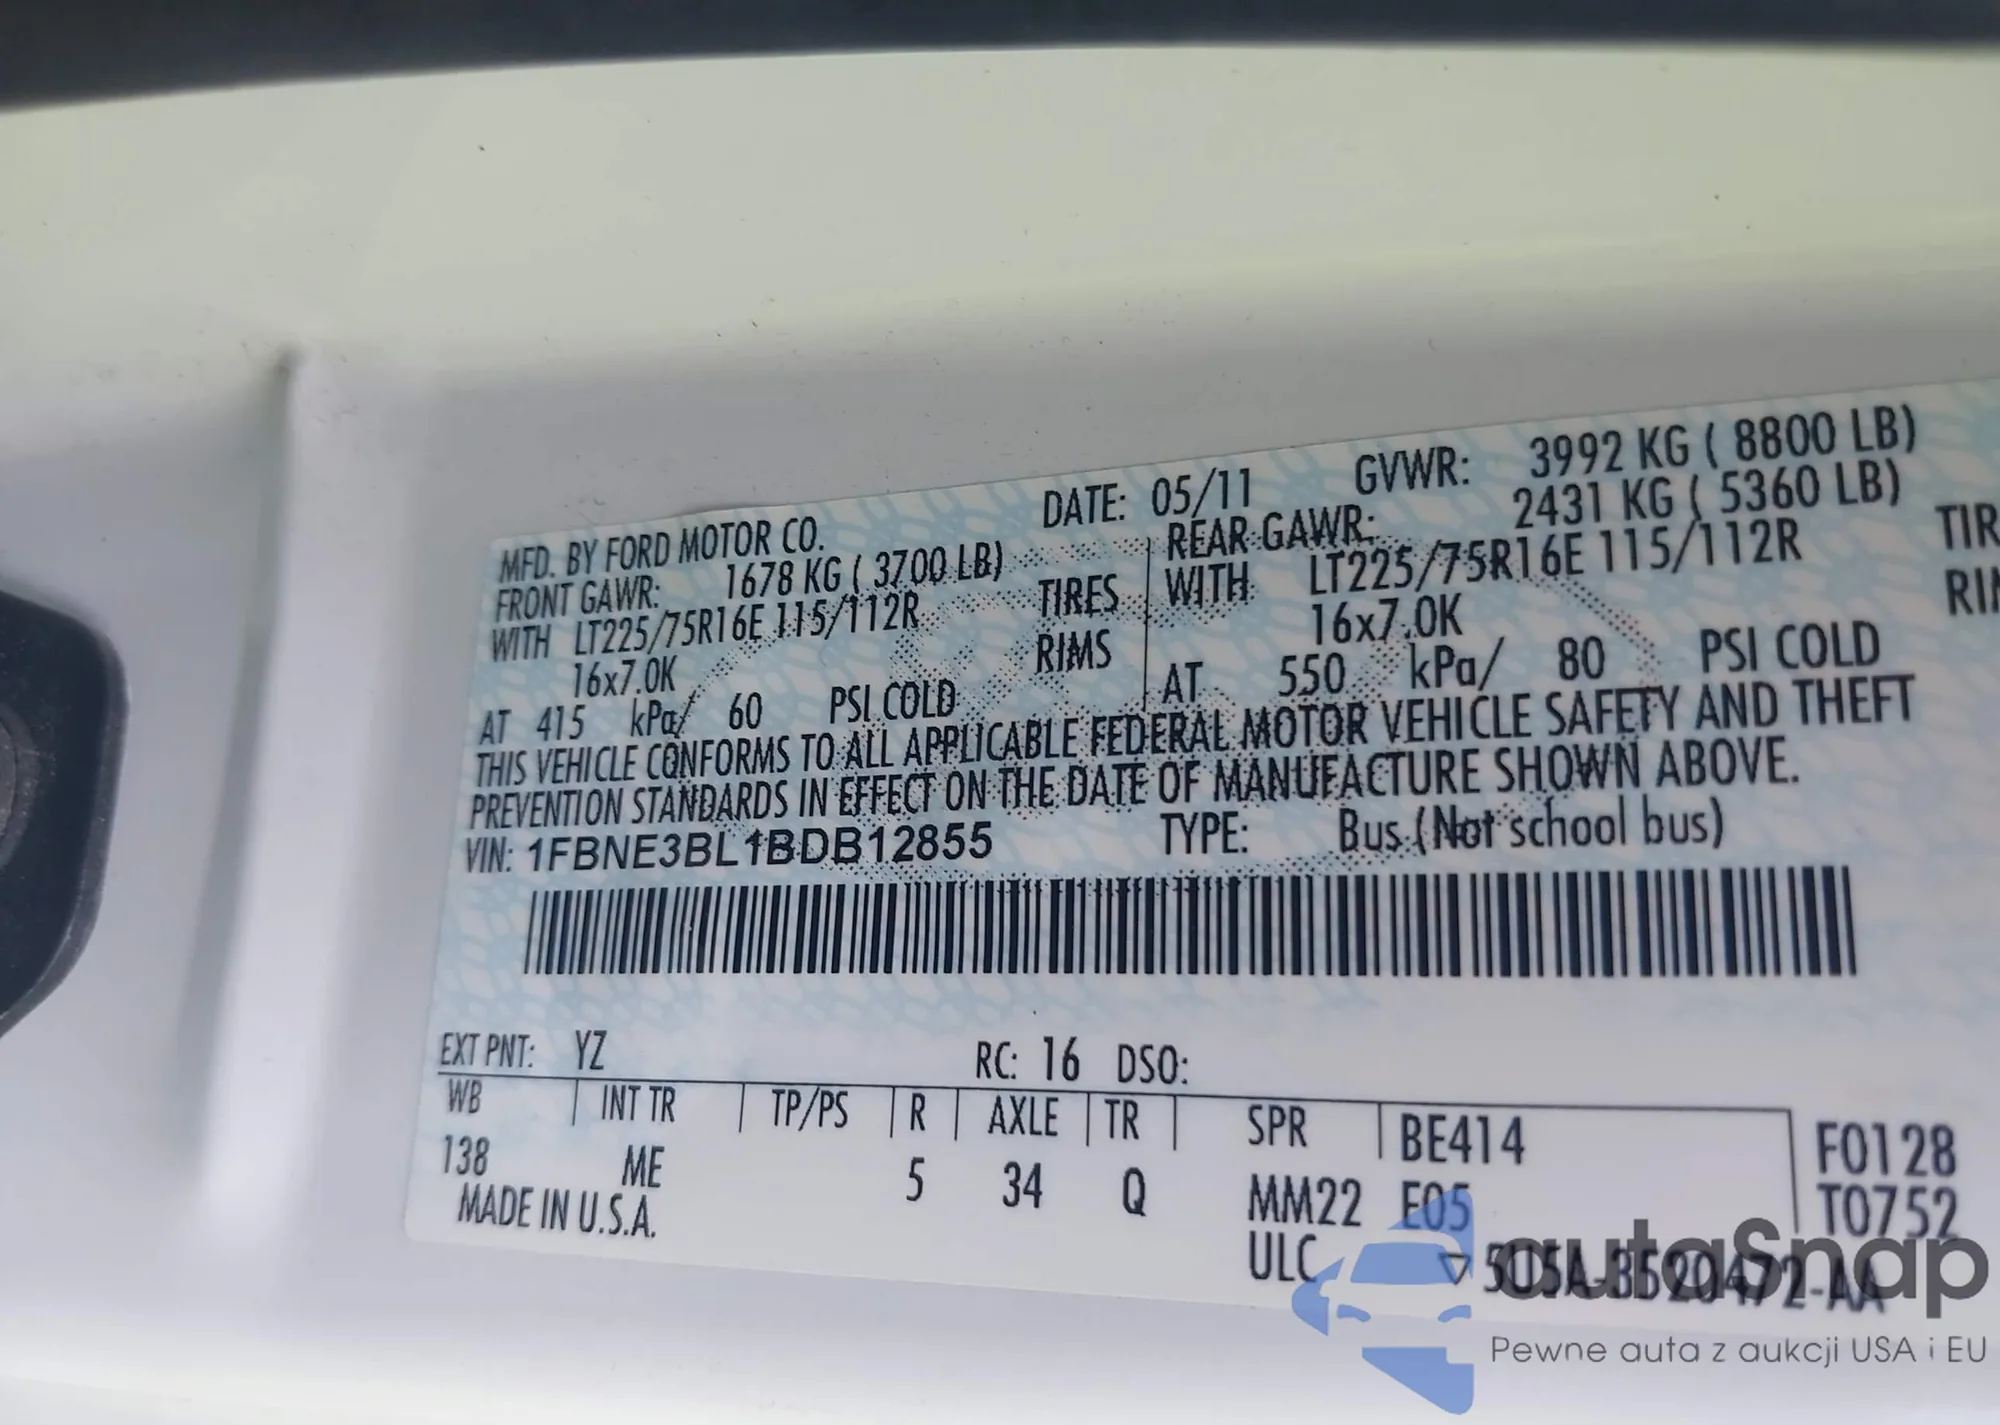 MFD. BY FORD MOTOR CO. DATE: 05/11 GVWR: 3992 KG ( 8800 LB)
FRONT GAWR: 1678 KG ( 3700 LB) REAR GAWR: 2431 KG ( 5360 LB)
WITH LT225/75R16E 115/112R TIRES WITH LT225/75R16E 115/112R TIR
16x7.0K RIMS 16x7.0K
AT 415 kPa/ 60 PSI COLD AT 550 kPa/ 80 PSI COLD
THIS VEHICLE CONFORMS TO ALL APPLICABLE FEDERAL MOTOR VEHICLE SAFETY AND THEFT
PREVENTION STANDARDS IN EFFECT ON THE DATE OF MANUFACTURE SHOWN ABOVE.
VIN: 1FBNE3BL1BDB12855 TYPE: Bus (Not school bus)
EXT PNT: YZ RC: 16 DSO:
WB INT TR TP/PS R AXLE TR SPR BE414 F0128
138 ME 5 34 Q MM22 E05 T0752
MADE IN U.S.A. ULC ▽ 5U5A-3520472-AA
autaSnap
Pewne auta z aukcji USA i EU